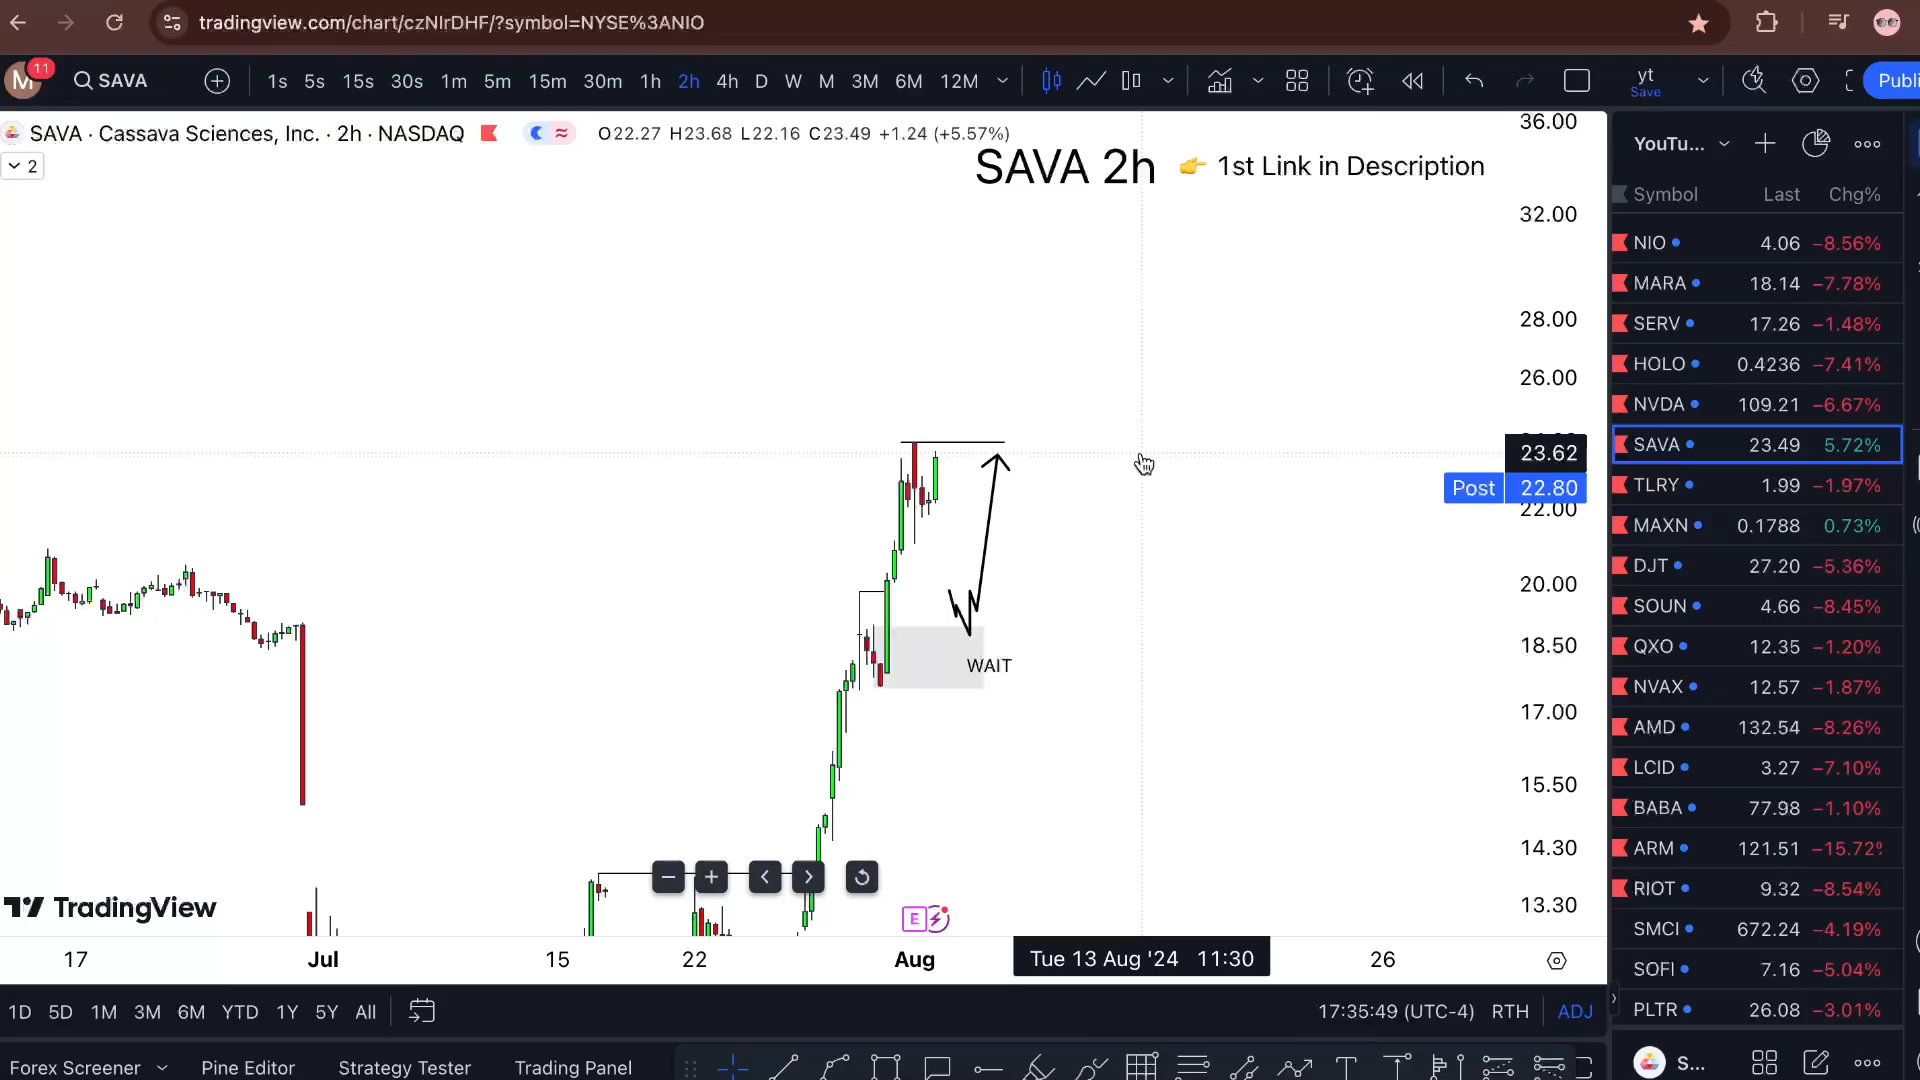 tradingview.com/chart/czNIrDHF/?symbol=NYSE%3ANIO
M 11 SAVA 1s 5s 15s 30s 1m 5m 15m 30m 1h 2h 4h D W M 3M 6M 12M yt Save Publi
SAVA · Cassava Sciences, Inc. · 2h · NASDAQ O22.27 H23.68 L22.16 C23.49 +1.24 (+5.57%)
2
SAVA 2h 👉 1st Link in Description
36.00
32.00
28.00
26.00
23.62
Post 22.80
22.00
20.00
18.50
17.00
15.50
14.30
13.30
WAIT
E
TradingView
17 Jul 15 22 Aug Tue 13 Aug '24 11:30 26
1D 5D 1M 3M 6M YTD 1Y 5Y All 17:35:49 (UTC-4) RTH ADJ
Forex Screener Pine Editor Strategy Tester Trading Panel
YouTu...
Symbol Last Chg%
NIO 4.06 −8.56%
MARA 18.14 −7.78%
SERV 17.26 −1.48%
HOLO 0.4236 −7.41%
NVDA 109.21 −6.67%
SAVA 23.49 5.72%
TLRY 1.99 −1.97%
MAXN 0.1788 0.73%
DJT 27.20 −5.36%
SOUN 4.66 −8.45%
QXO 12.35 −1.20%
NVAX 12.57 −1.87%
AMD 132.54 −8.26%
LCID 3.27 −7.10%
BABA 77.98 −1.10%
ARM 121.51 −15.72%
RIOT 9.32 −8.54%
SMCI 672.24 −4.19%
SOFI 7.16 −5.04%
PLTR 26.08 −3.01%
S...